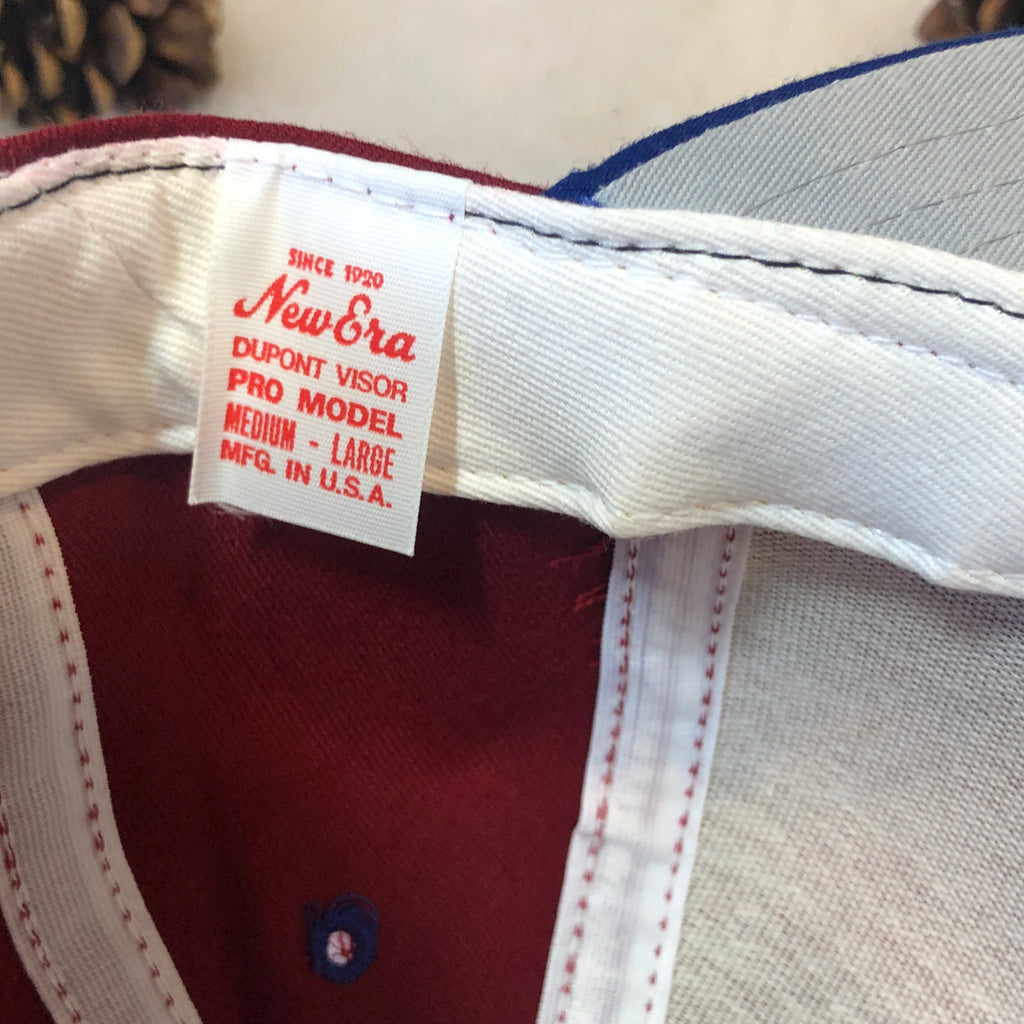 SINCE 1920
New Era
DUPONT VISOR
PRO MODEL
MEDIUM - LARGE
MFG. IN U.S.A.